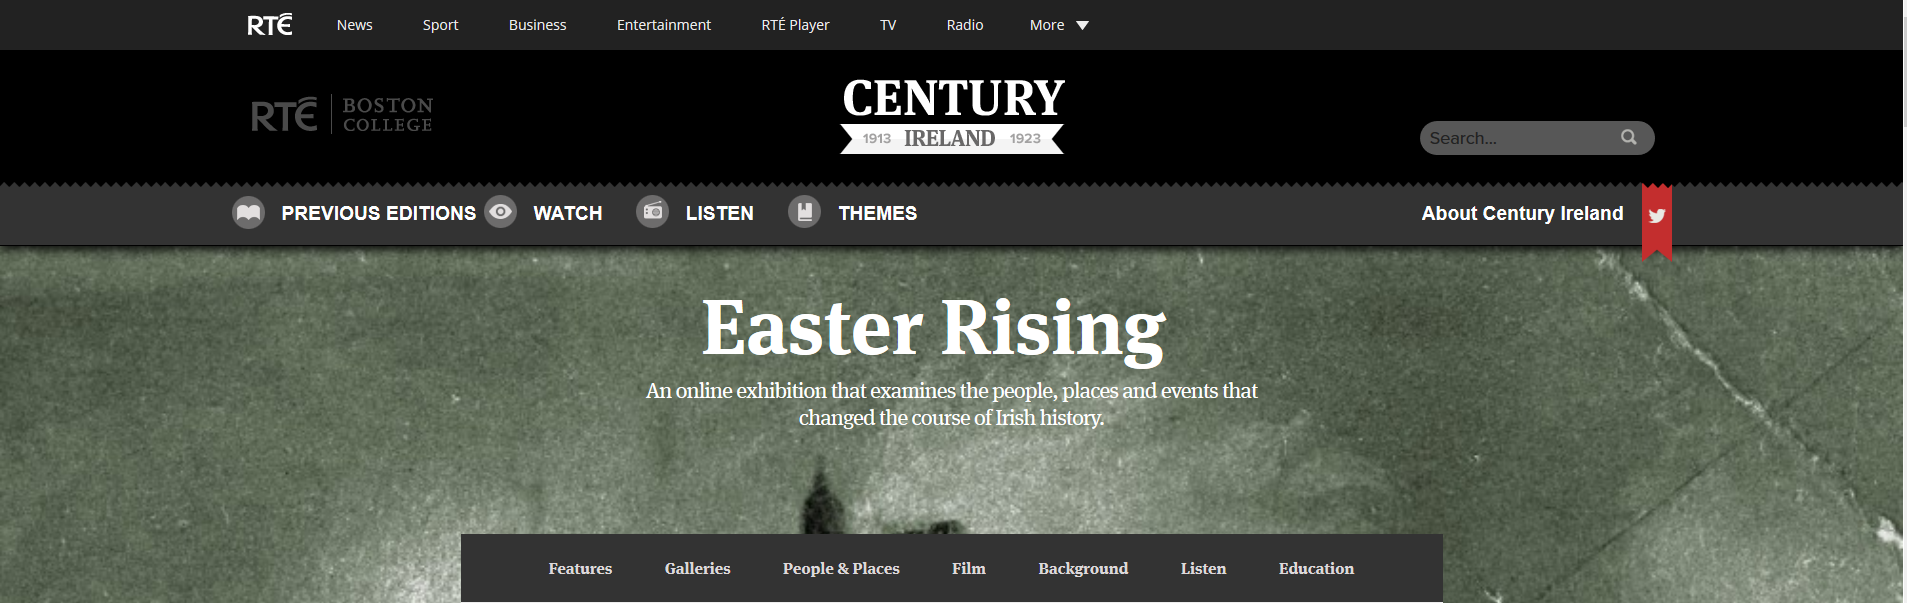 RTÉ News Sport Business Entertainment RTÉ Player TV Radio More
RTÉ BOSTON COLLEGE
CENTURY
1913 IRELAND 1923
Search...
PREVIOUS EDITIONS WATCH LISTEN THEMES About Century Ireland
Easter Rising
An online exhibition that examines the people, places and events that
changed the course of Irish history.
Features Galleries People & Places Film Background Listen Education